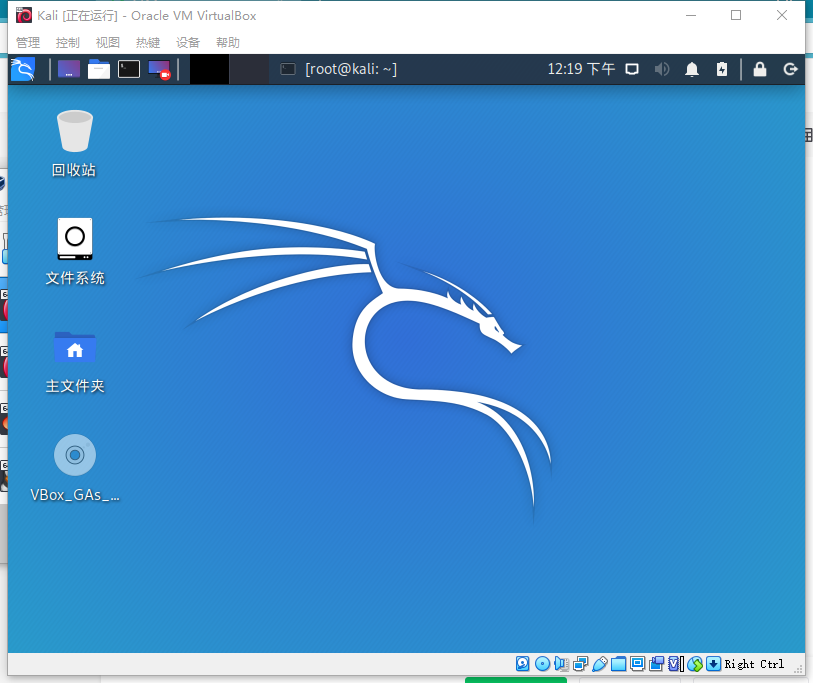 Kali [正在运行] - Oracle VM VirtualBox
管理 控制 视图 热键 设备 帮助
[root@kali: ~] 12:19 下午
回收站
文件系统
主文件夹
VBox_GAs_...
Right Ctrl